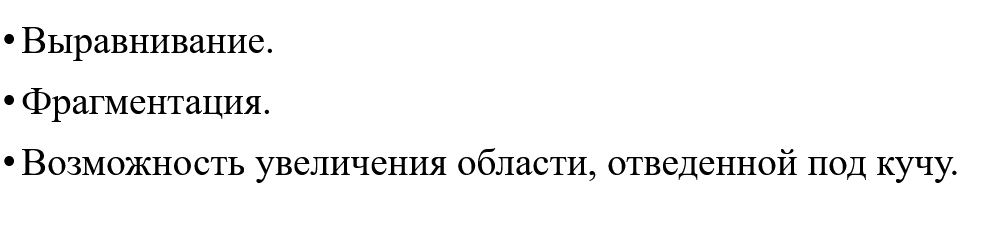 • Выравнивание.
• Фрагментация.
• Возможность увеличения области, отведенной под кучу.